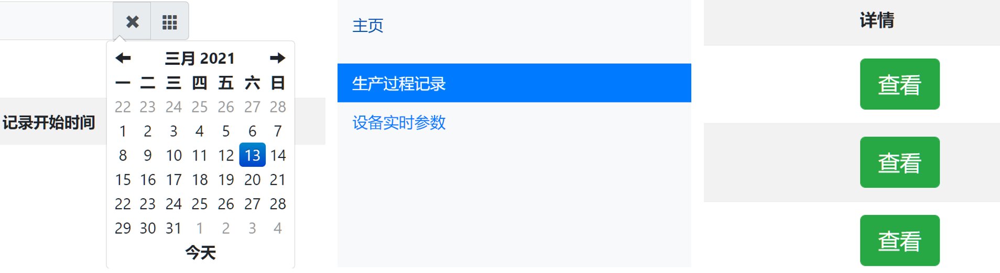 三月 2021
一 二 三 四 五 六 日
22 23 24 25 26 27 28
1 2 3 4 5 6 7
8 9 10 11 12 13 14
15 16 17 18 19 20 21
22 23 24 25 26 27 28
29 30 31 1 2 3 4
今天
记录开始时间
主页
生产过程记录
设备实时参数
详情
查看
查看
查看